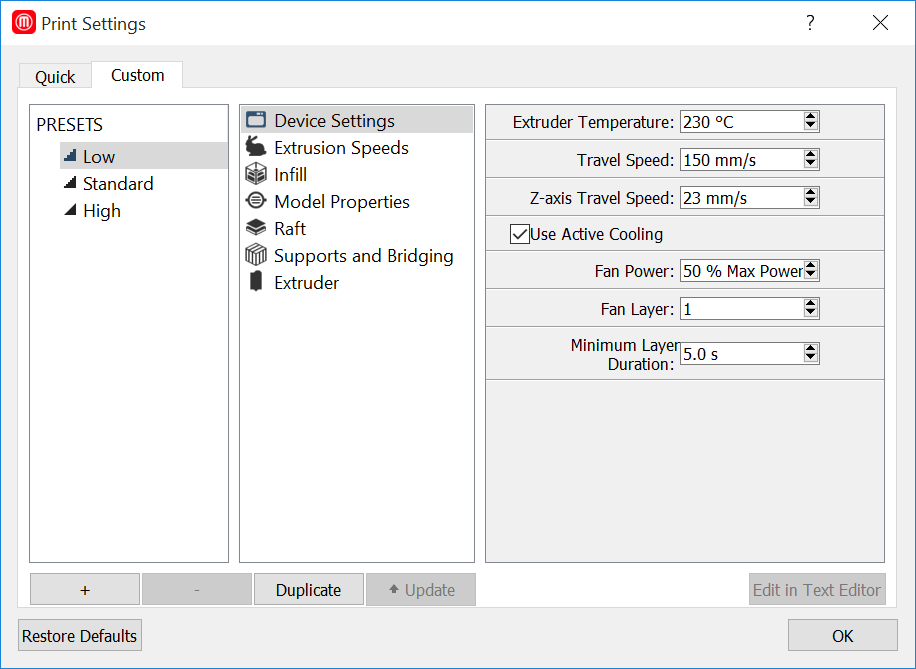 Print Settings
?
Quick
Custom
PRESETS
Low
Standard
High
Device Settings
Extrusion Speeds
Infill
Model Properties
Raft
Supports and Bridging
Extruder
Extruder Temperature: 230 ºC
Travel Speed: 150 mm/s
Z-axis Travel Speed: 23 mm/s
Use Active Cooling
Fan Power: 50 % Max Power
Fan Layer: 1
Minimum Layer
Duration: 5.0 s
+
-
Duplicate
Update
Edit in Text Editor
Restore Defaults
OK